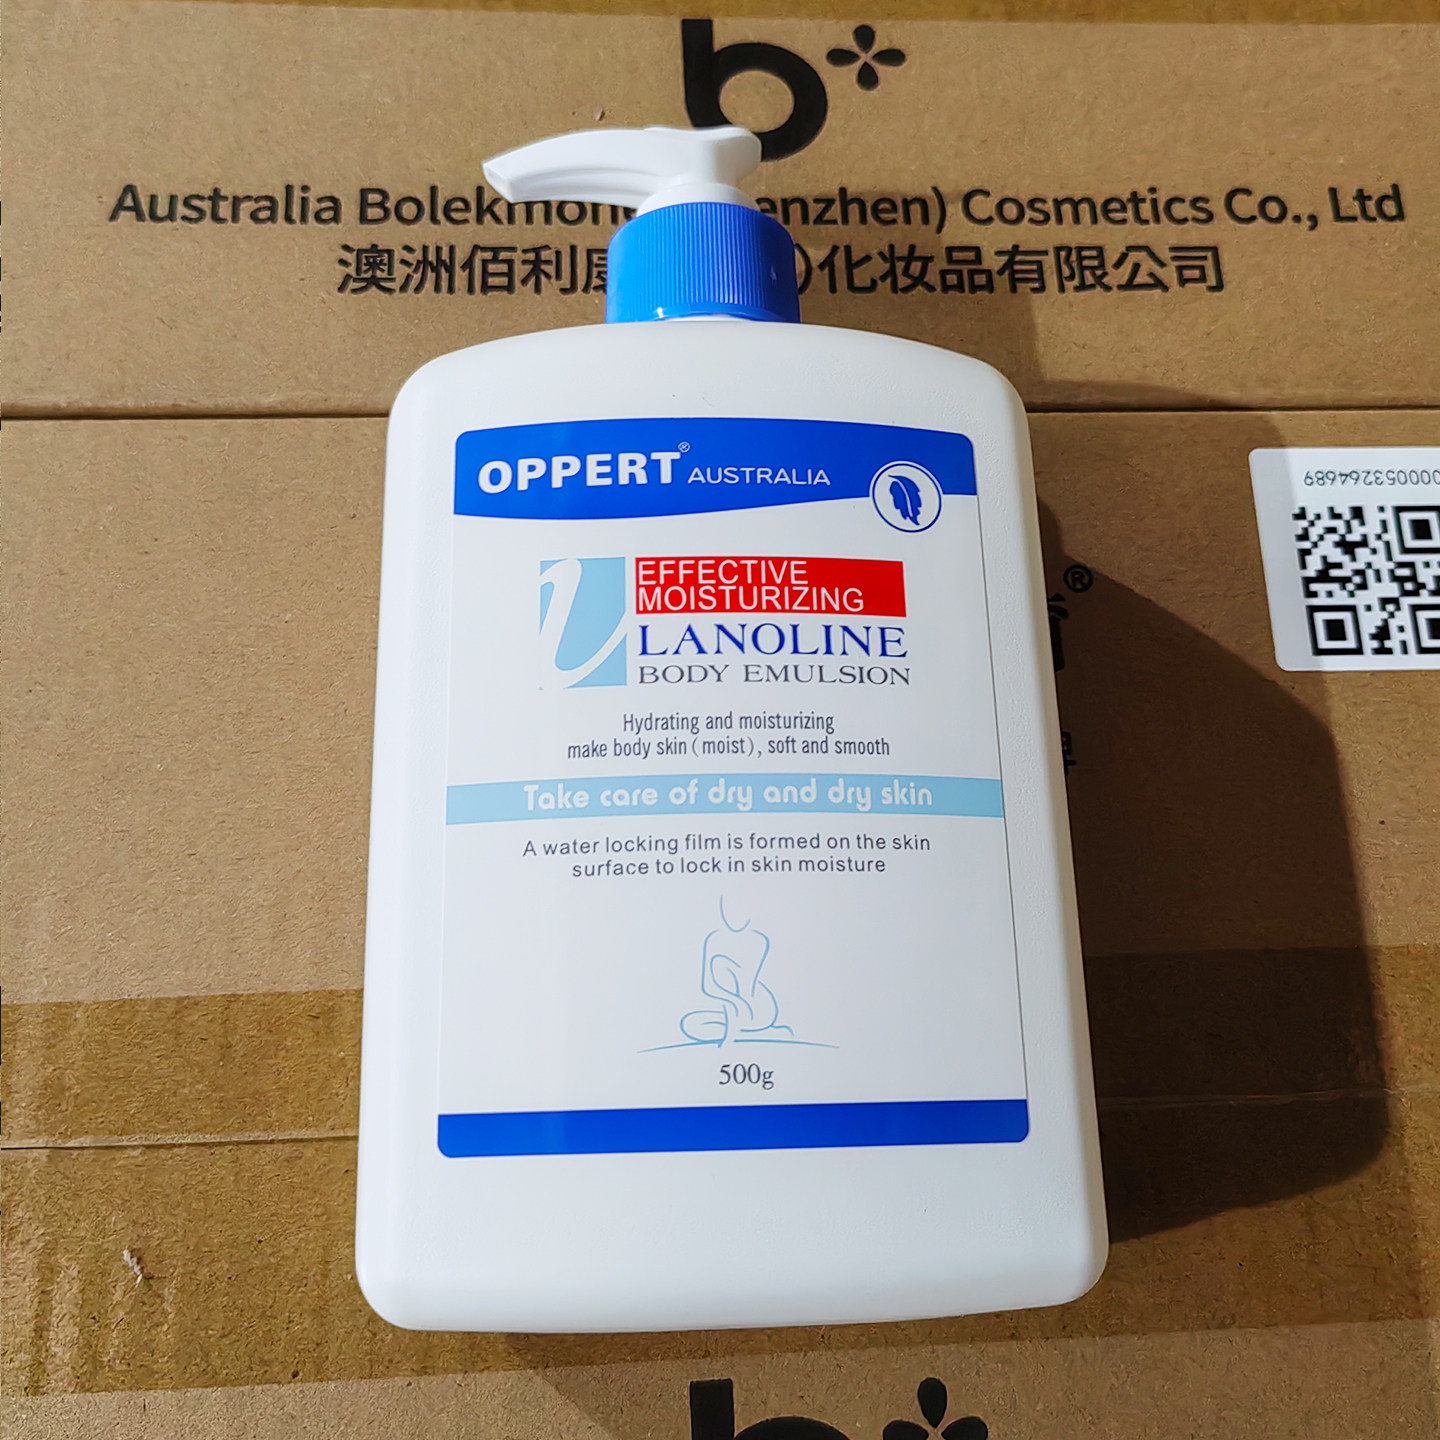 b
Australia Bolekmon enzhen) Cosmetics Co., Ltd
澳洲佰利 )化妆品有限公司
OPPERT® AUSTRALIA
EFFECTIVE
MOISTURIZING
LANOLINE
BODY EMULSION
Hydrating and moisturizing
make body skin (moist), soft and smooth
Take care of dry and dry skin
A water locking film is formed on the skin
surface to lock in skin moisture
500g
000053264689
®
b